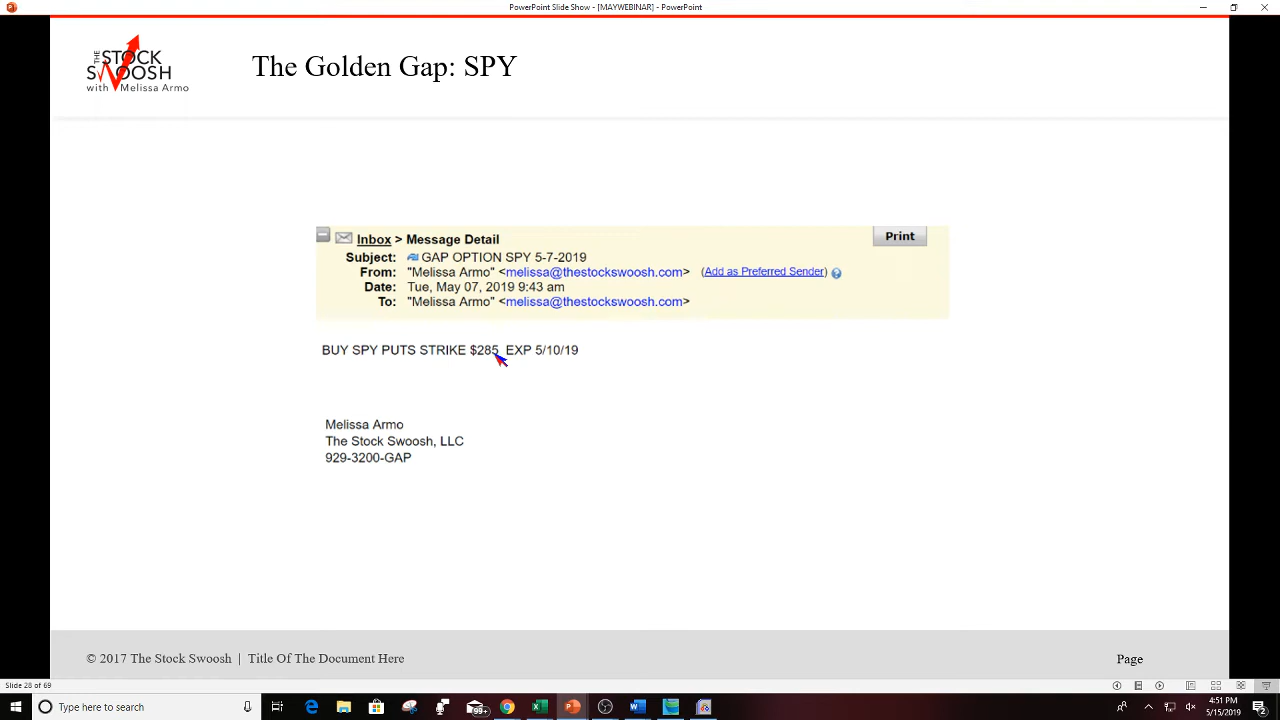 PowerPoint Slide Show - [MAYWEBINAR] - PowerPoint
THE
STOCK
SWOOSH
with Melissa Armo
The Golden Gap: SPY
Inbox > Message Detail
Print
Subject: GAP OPTION SPY 5-7-2019
From: "Melissa Armo" <melissa@thestockswoosh.com> (Add as Preferred Sender)
Date: Tue, May 07, 2019 9:43 am
To: "Melissa Armo" <melissa@thestockswoosh.com>
BUY SPY PUTS STRIKE $285 EXP 5/10/19
Melissa Armo
The Stock Swoosh, LLC
929-3200-GAP
© 2017 The Stock Swoosh | Title Of The Document Here
Page
Slide 28 of 69
Type here to search
99+
4:51 PM
5/15/2019
2